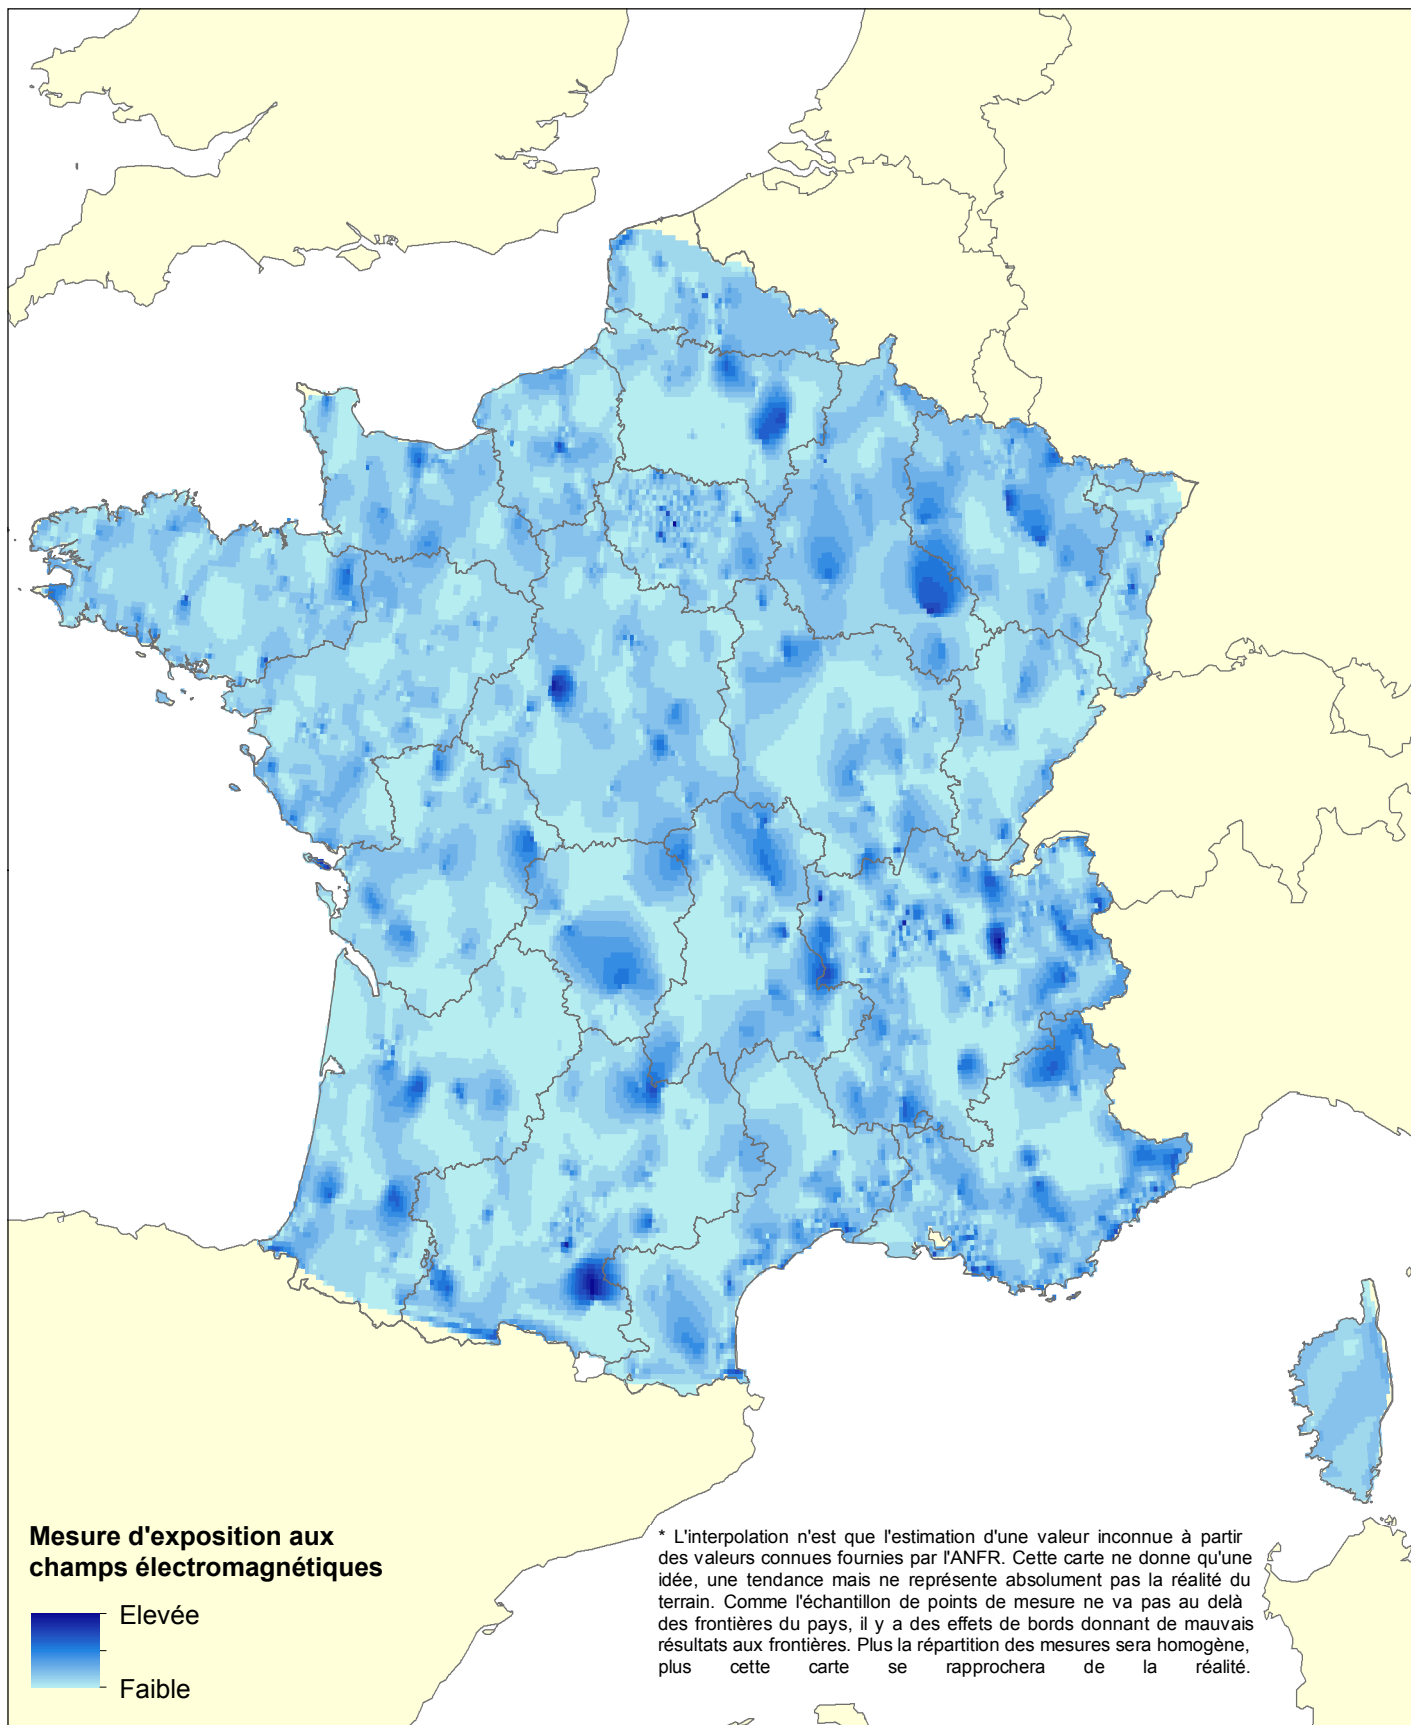 Mesure d'exposition aux
champs électromagnétiques
Elevée
Faible
* L'interpolation n'est que l'estimation d'une valeur inconnue à partir
des valeurs connues fournies par l'ANFR. Cette carte ne donne qu'une
idée, une tendance mais ne représente absolument pas la réalité du
terrain. Comme l'échantillon de points de mesure ne va pas au delà
des frontières du pays, il y a des effets de bords donnant de mauvais
résultats aux frontières. Plus la répartition des mesures sera homogène,
plus cette carte se rapprochera de la réalité.